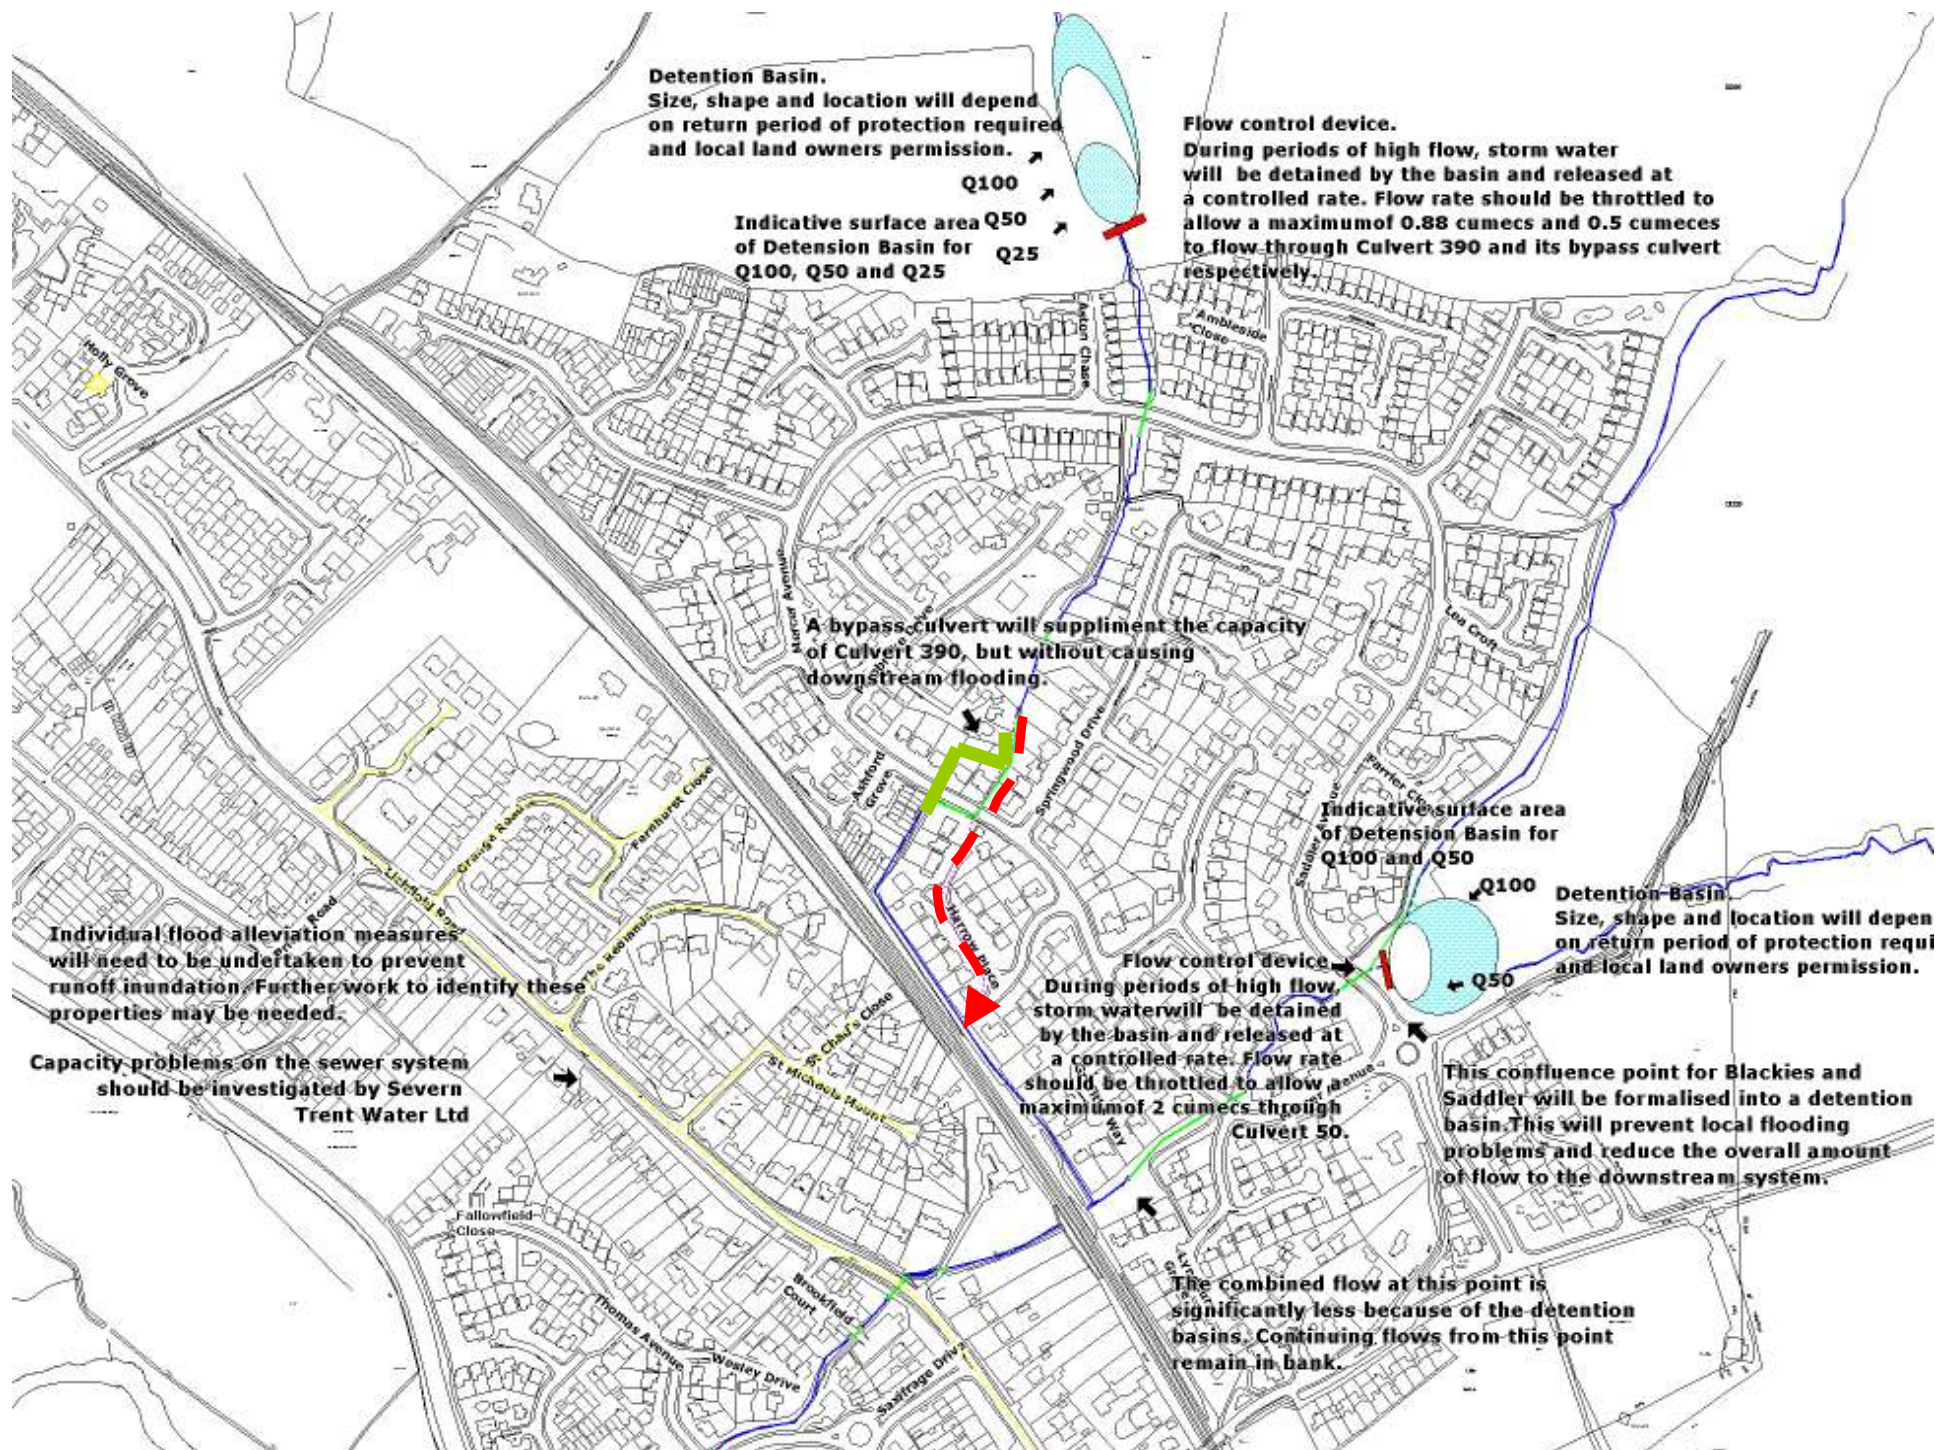 Detention Basin.
Size, shape and location will depend
on return period of protection required
and local land owners permission.
Q100
Q50
Q25
Indicative surface area
of Detension Basin for
Q100, Q50 and Q25
Flow control device.
During periods of high flow, storm water
will be detained by the basin and released at
a controlled rate. Flow rate should be throttled to
allow a maximumof 0.88 cumecs and 0.5 cumeces
to flow through Culvert 390 and its bypass culvert
respectively.
Holly Grove
Aston Chase
Ambleside
Close
Mercer Avenue
A bypass culvert will suppliment the capacity
of Culvert 390, but without causing
downstream flooding.
Lea Croft
Springwood Drive
Ashford
Grove
Farnhurst Close
Grange Road
Saddler Avenue
Indicative surface area
of Detension Basin for
Q100 and Q50
Q100
Q50
Detention Basin.
Size, shape and location will depen
on return period of protection requi
and local land owners permission.
Harrow Place
Road
Individual flood alleviation measures
will need to be undertaken to prevent
runoff inundation. Further work to identify these
properties may be needed.
Capacity problems on the sewer system
should be investigated by Severn
Trent Water Ltd
St Chad's Close
St Michaels Mount
Flow control device.
During periods of high flow,
storm waterwill be detained
by the basin and released at
a controlled rate. Flow rate
should be throttled to allow a
maximumof 2 cumecs through
Culvert 50.
Way
This confluence point for Blackies and
Saddler will be formalised into a detention
basin.This will prevent local flooding
problems and reduce the overall amount
of flow to the downstream system.
Fallowfield
Close
Brookfield
Court
Thomas Avenue
Wesley Drive
Saxifrage Drive
The combined flow at this point is
significantly less because of the detention
basins. Continuing flows from this point
remain in bank.